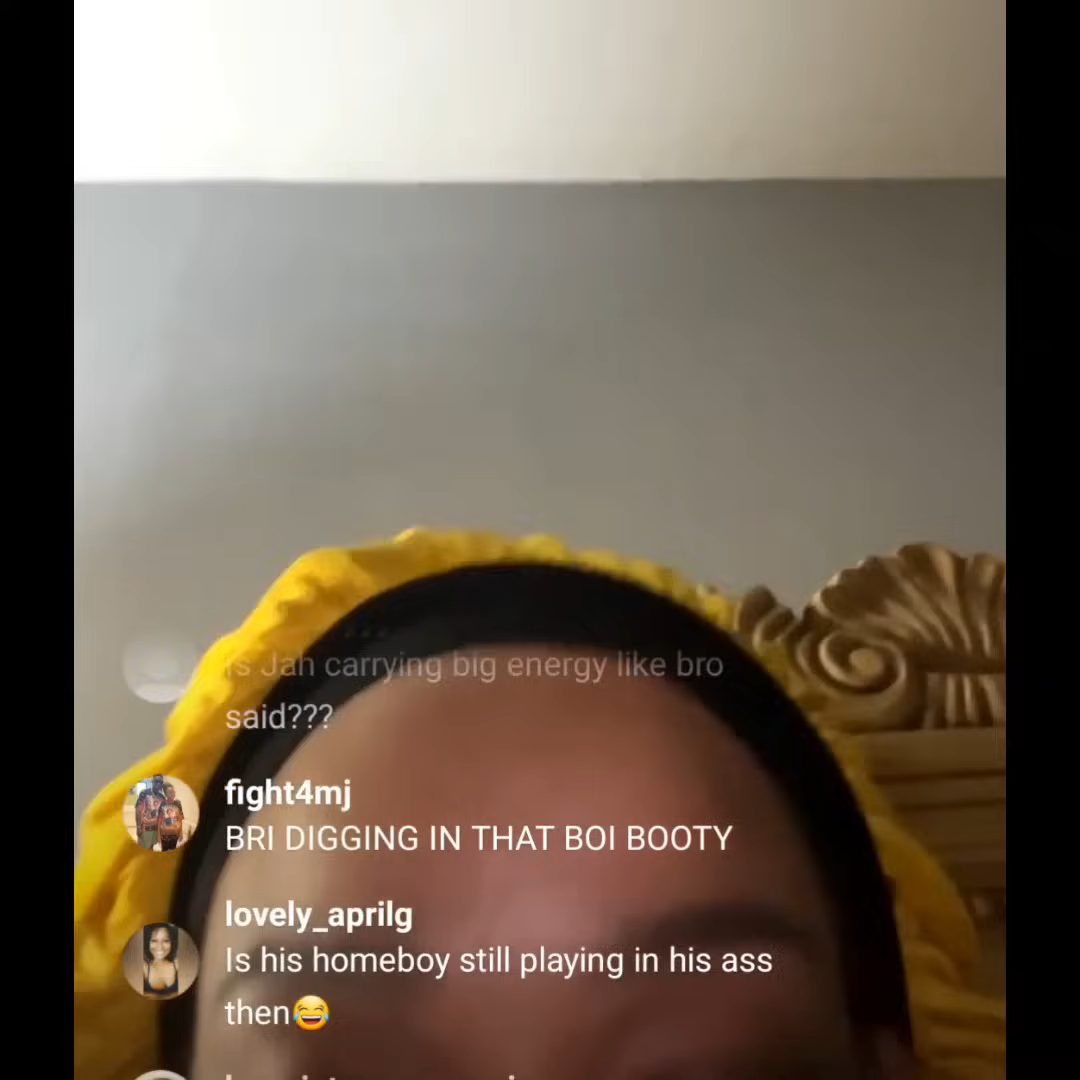 Is Jah carrying big energy like bro
said???
fight4mj
BRI DIGGING IN THAT BOI BOOTY
lovely_aprilg
Is his homeboy still playing in his ass
then😂